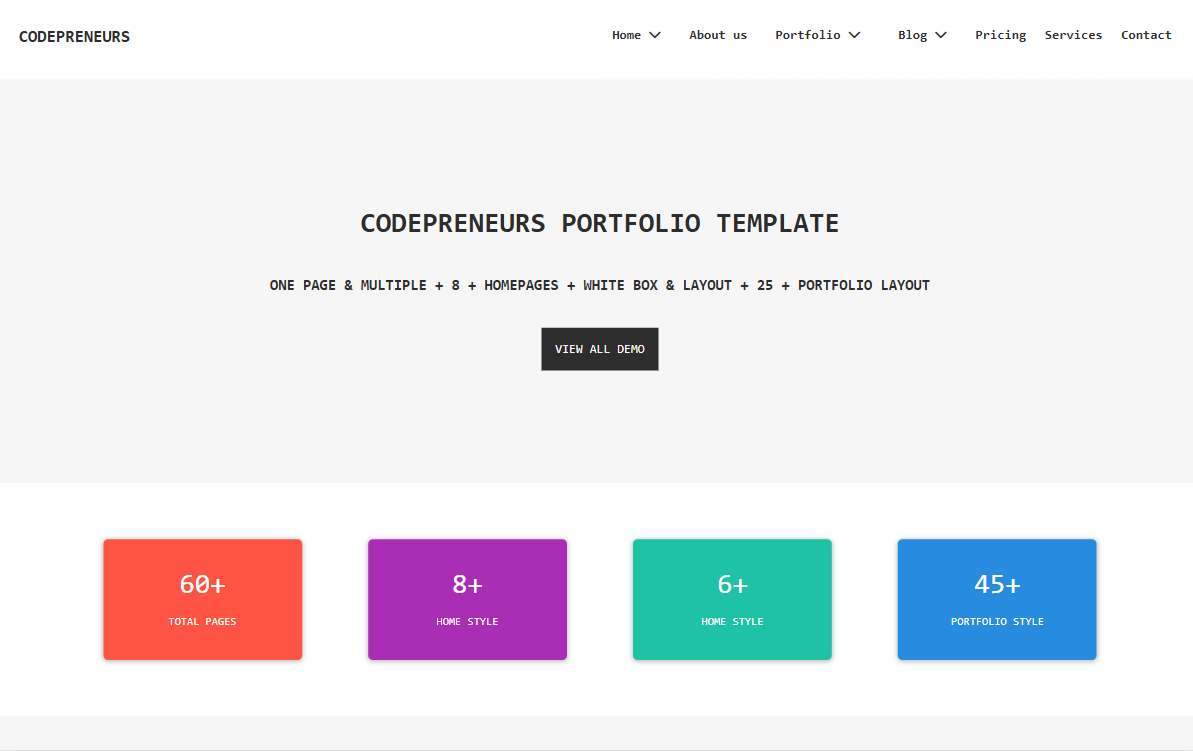 CODEPRENEURS
Home About us Portfolio Blog Pricing Services Contact
CODEPRENEURS PORTFOLIO TEMPLATE
ONE PAGE & MULTIPLE + 8 + HOMEPAGES + WHITE BOX & LAYOUT + 25 + PORTFOLIO LAYOUT
VIEW ALL DEMO
60+
TOTAL PAGES
8+
HOME STYLE
6+
HOME STYLE
45+
PORTFOLIO STYLE